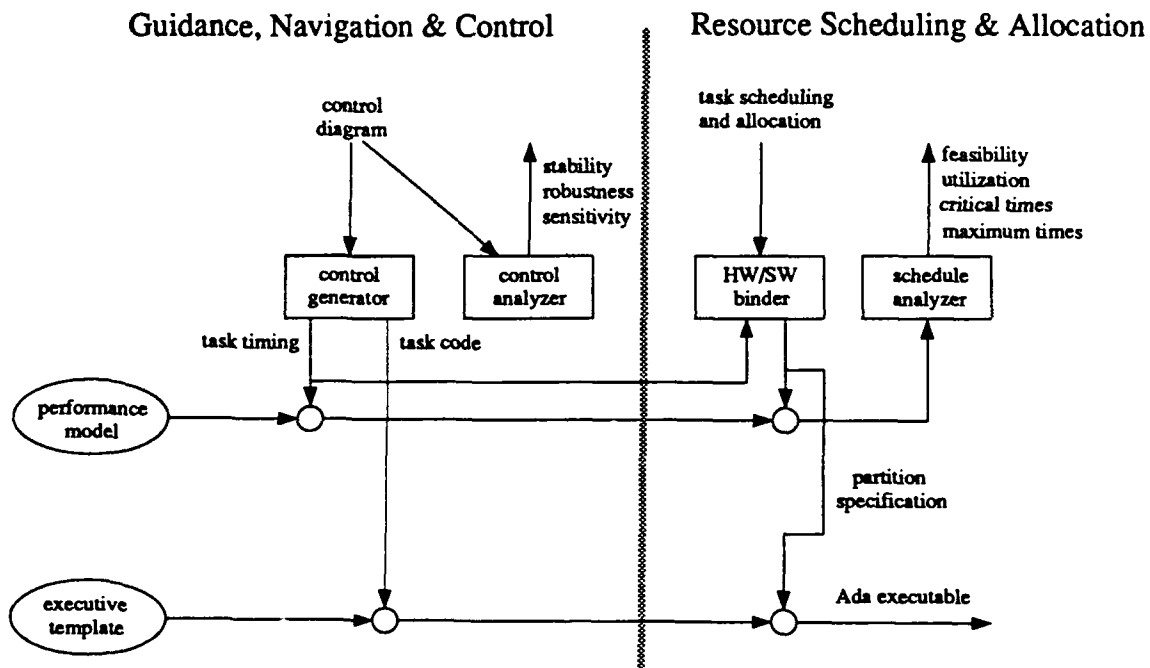 Guidance, Navigation & Control
Resource Scheduling & Allocation
control
diagram
stability
robustness
sensitivity
task scheduling
and allocation
feasibility
utilization
critical times
maximum times
control
generator
control
analyzer
HW/SW
binder
schedule
analyzer
task timing
task code
performance
model
partition
specification
executive
template
Ada executable